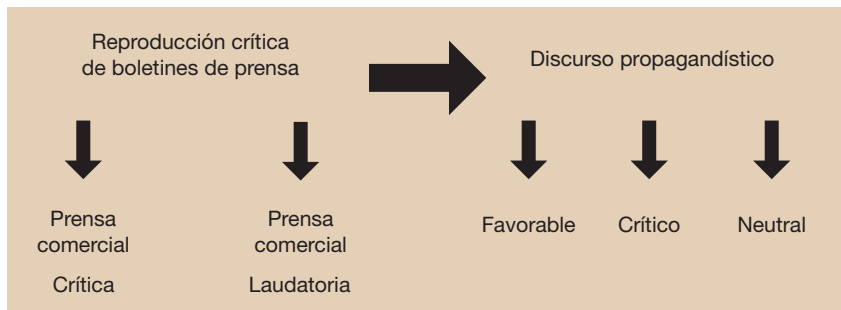 Reproducción crítica
de boletines de prensa
Discurso propagandístico
Prensa
comercial
Crítica
Prensa
comercial
Laudatoria
Favorable
Crítico
Neutral